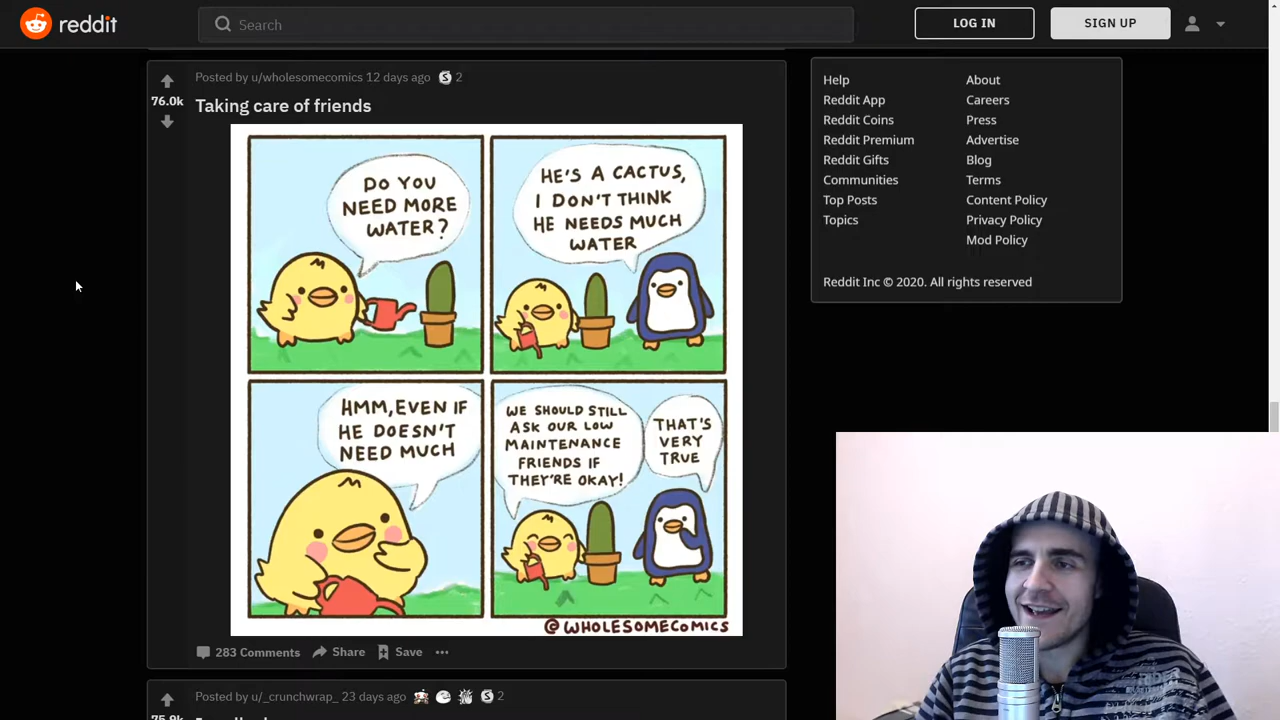 reddit
Search
LOG IN
SIGN UP
Posted by u/wholesomecomics 12 days ago
2
76.0k
Taking care of friends
DO YOU
NEED MORE
WATER?
HE'S A CACTUS,
I DON'T THINK
HE NEEDS MUCH
WATER
HMM, EVEN IF
HE DOESN'T
NEED MUCH
WE SHOULD STILL
ASK OUR LOW
MAINTENANCE
FRIENDS IF
THEY'RE OKAY!
THAT'S
VERY
TRUE
@WHOLESOMECOMICS
283 Comments
Share
Save
Posted by u/_crunchwrap_ 23 days ago
2
Help
Reddit App
Reddit Coins
Reddit Premium
Reddit Gifts
Communities
Top Posts
Topics
About
Careers
Press
Advertise
Blog
Terms
Content Policy
Privacy Policy
Mod Policy
Reddit Inc © 2020. All rights reserved